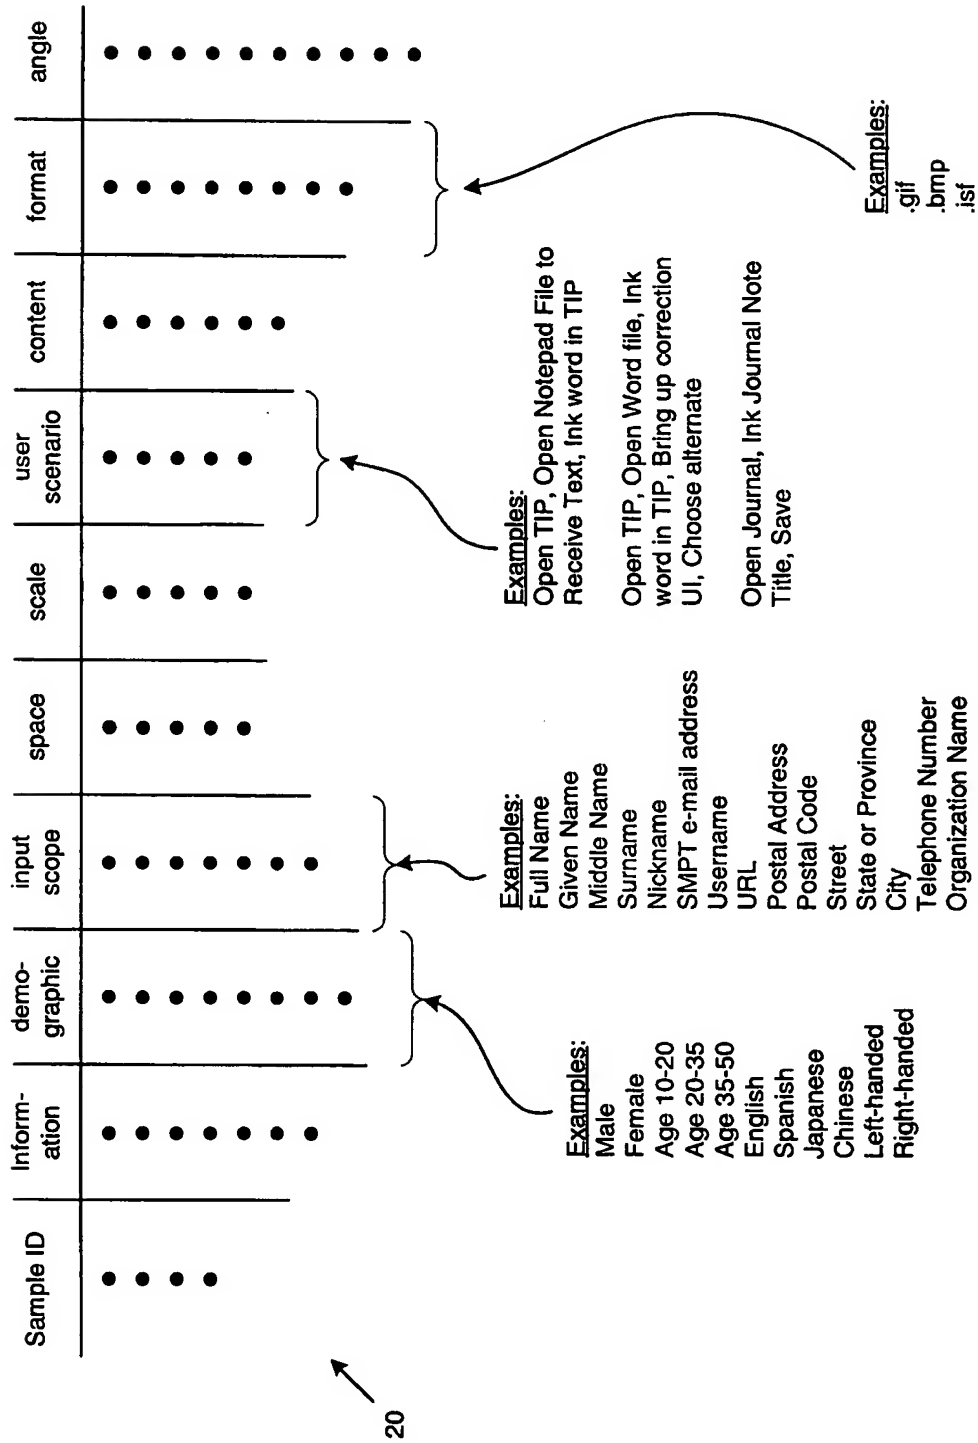 Sample ID
Inform-
ation
demo-
graphic
input
scope
space
scale
user
scenario
content
format
angle
20
Examples:
Male
Female
Age 10-20
Age 20-35
Age 35-50
English
Spanish
Japanese
Chinese
Left-handed
Right-handed
Examples:
Full Name
Given Name
Middle Name
Surname
Nickname
SMPT e-mail address
Username
URL
Postal Address
Postal Code
Street
State or Province
City
Telephone Number
Organization Name
Examples:
Open TIP, Open Notepad File to
Receive Text, Ink word in TIP
Open TIP, Open Word file, Ink
word in TIP, Bring up correction
UI, Choose alternate
Open Journal, Ink Journal Note
Title, Save
Examples:
.gif
.bmp
.isf